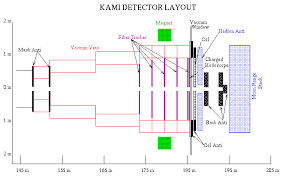 KAMI DETECTOR LAYOUT
Magnet
Vacuum
Window
Hadron Anti
Fiber Tracker
CsI
Mask Anti
Vacuum Veto
Charged
Hodoscope
Muon Range
Stack
Back Anti
CsI Anti
2 m
1 m
0 m
1 m
2 m
145 m
155 m
165 m
175 m
185 m
195 m
205 m